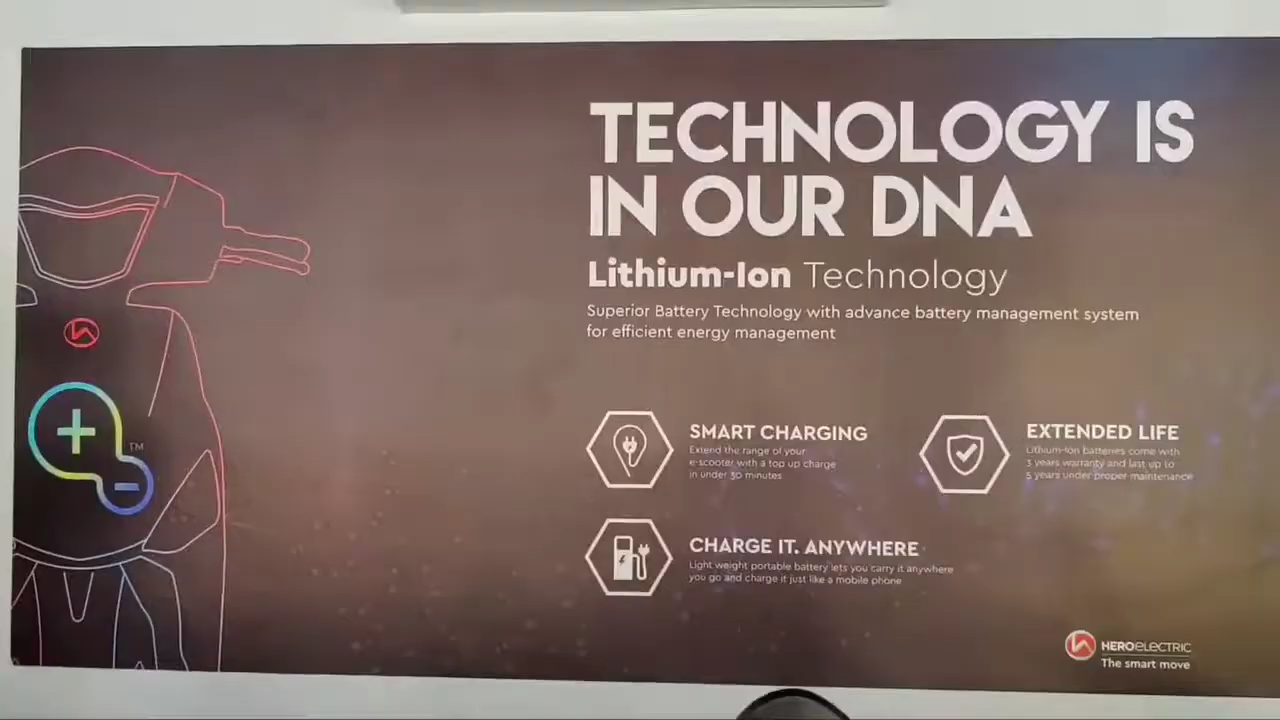 TECHNOLOGY IS
IN OUR DNA
Lithium-Ion Technology
Superior Battery Technology with advance battery management system
for efficient energy management
SMART CHARGING
Extend the range of your
e-scooter with a top up charge
in under 30 minutes
EXTENDED LIFE
Lithium-Ion batteries come with
3 years warranty and last up to
5 years under proper maintenance
CHARGE IT. ANYWHERE
Light weight portable battery lets you carry it anywhere
you go and charge it just like a mobile phone
+
TM
-
HEROELECTRIC
The smart move